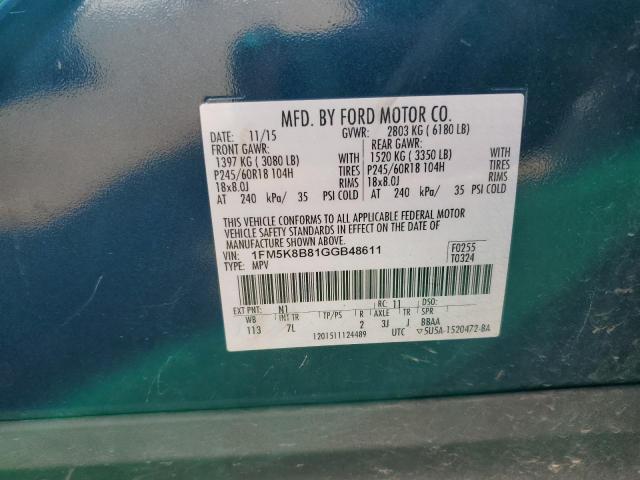 MFD. BY FORD MOTOR CO.
DATE: 11/15 GVWR: 2803 KG ( 6180 LB)
FRONT GAWR: REAR GAWR:
1397 KG ( 3080 LB) WITH 1520 KG ( 3350 LB) WITH
P245/60R18 104H TIRES P245/60R18 104H TIRES
18x8.0J RIMS 18x8.0J RIMS
AT 240 kPa/ 35 PSI COLD AT 240 kPa/ 35 PSI COLD
THIS VEHICLE CONFORMS TO ALL APPLICABLE FEDERAL MOTOR
VEHICLE SAFETY STANDARDS IN EFFECT ON THE DATE OF
MANUFACTURE SHOWN ABOVE.
VIN: 1FM5K8B81GGB48611 F0255
TYPE: MPV T0324
EXT PNT: N1 RC: 11 DSO:
WB INT TR TP/PS R AXLE TR SPR
113 7L 2 3J J BBAA
1201511124489 UTC ▽5U5A-1520472-BA